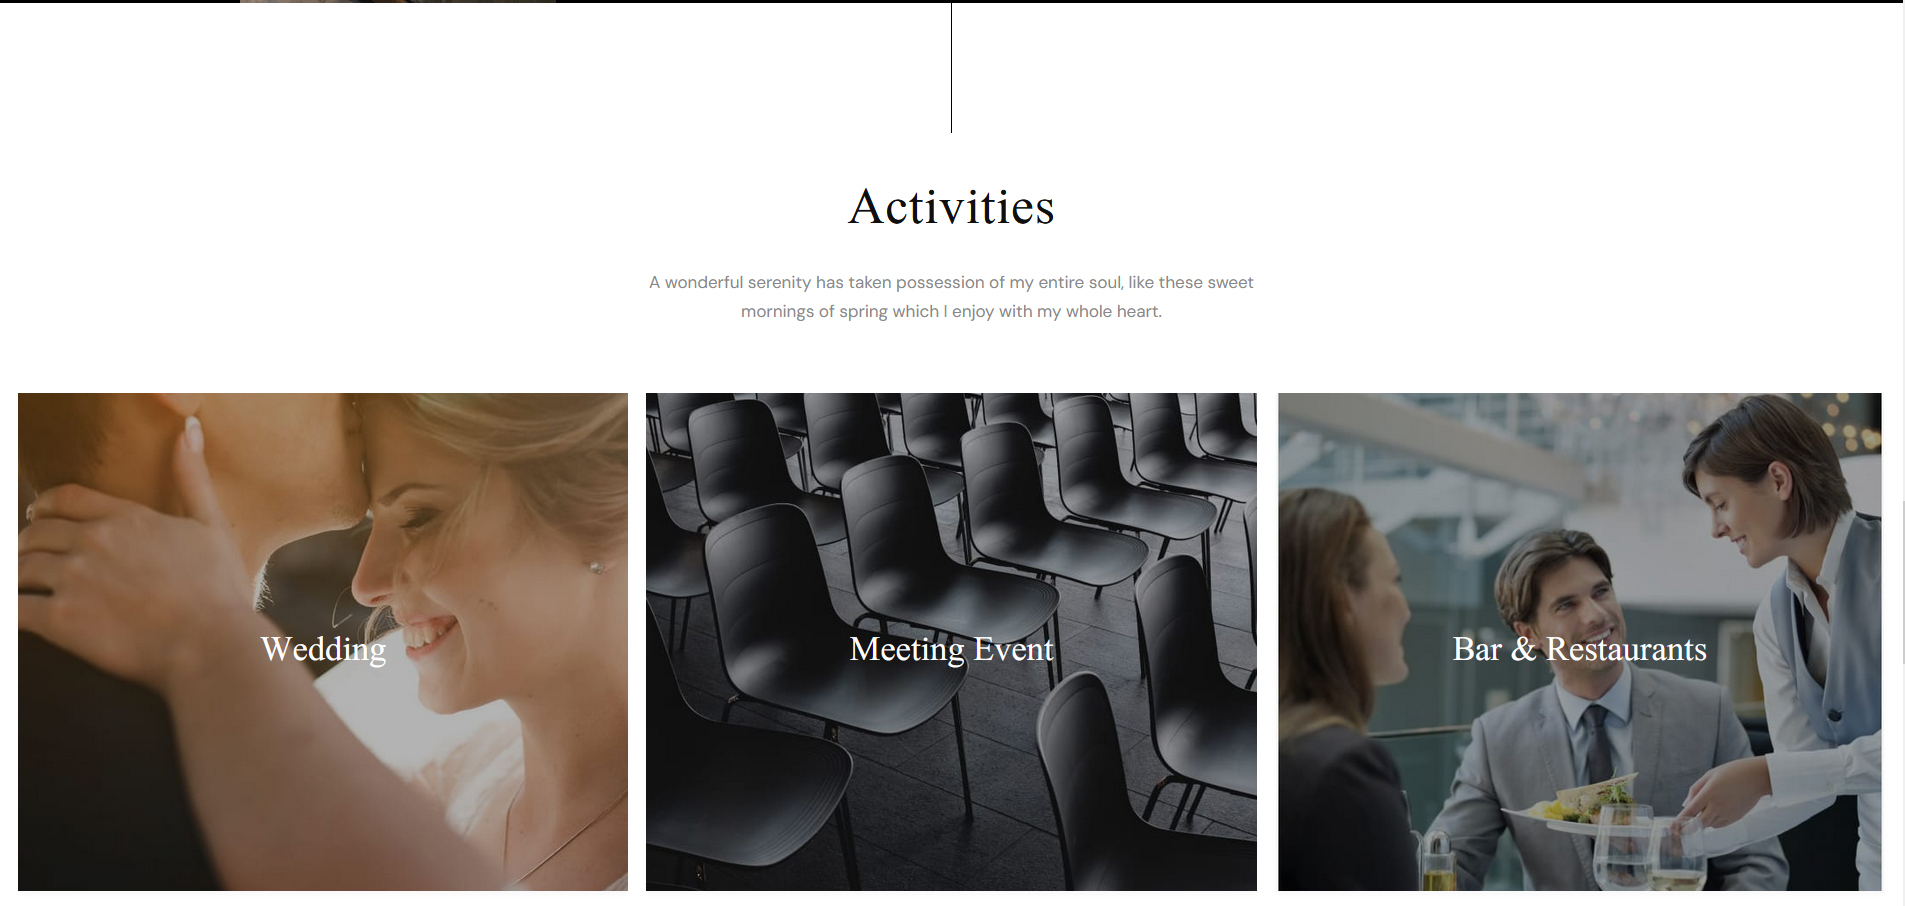 Activities
A wonderful serenity has taken possession of my entire soul, like these sweet
mornings of spring which I enjoy with my whole heart.
Wedding
Meeting Event
Bar & Restaurants